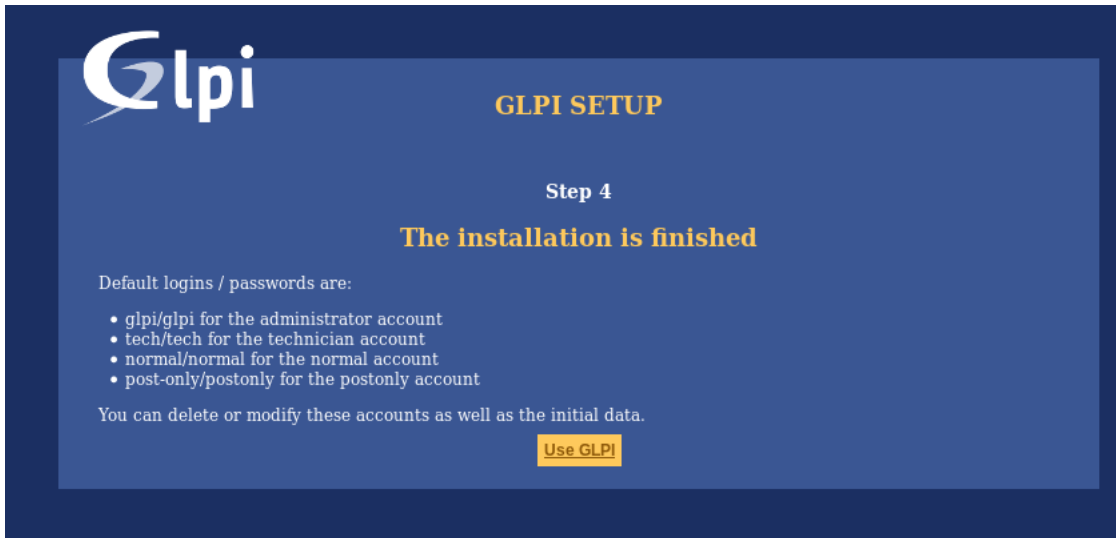 Glpi
GLPI SETUP
Step 4
The installation is finished
Default logins / passwords are:
• glpi/glpi for the administrator account
• tech/tech for the technician account
• normal/normal for the normal account
• post-only/postonly for the postonly account
You can delete or modify these accounts as well as the initial data.
Use GLPI